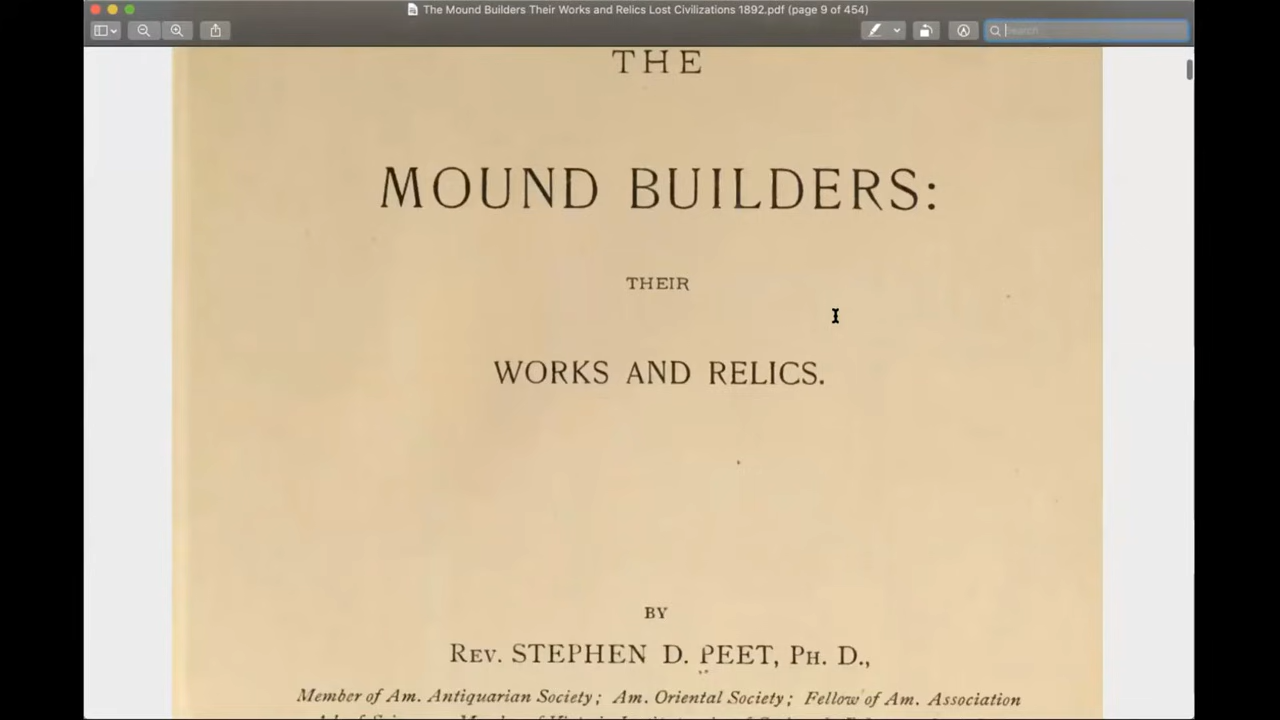 The Mound Builders Their Works and Relics Lost Civilizations 1892.pdf (page 9 of 454)
Search
THE
MOUND BUILDERS:
THEIR
WORKS AND RELICS.
BY
REV. STEPHEN D. PEET, PH. D.,
Member of Am. Antiquarian Society; Am. Oriental Society; Fellow of Am. Association